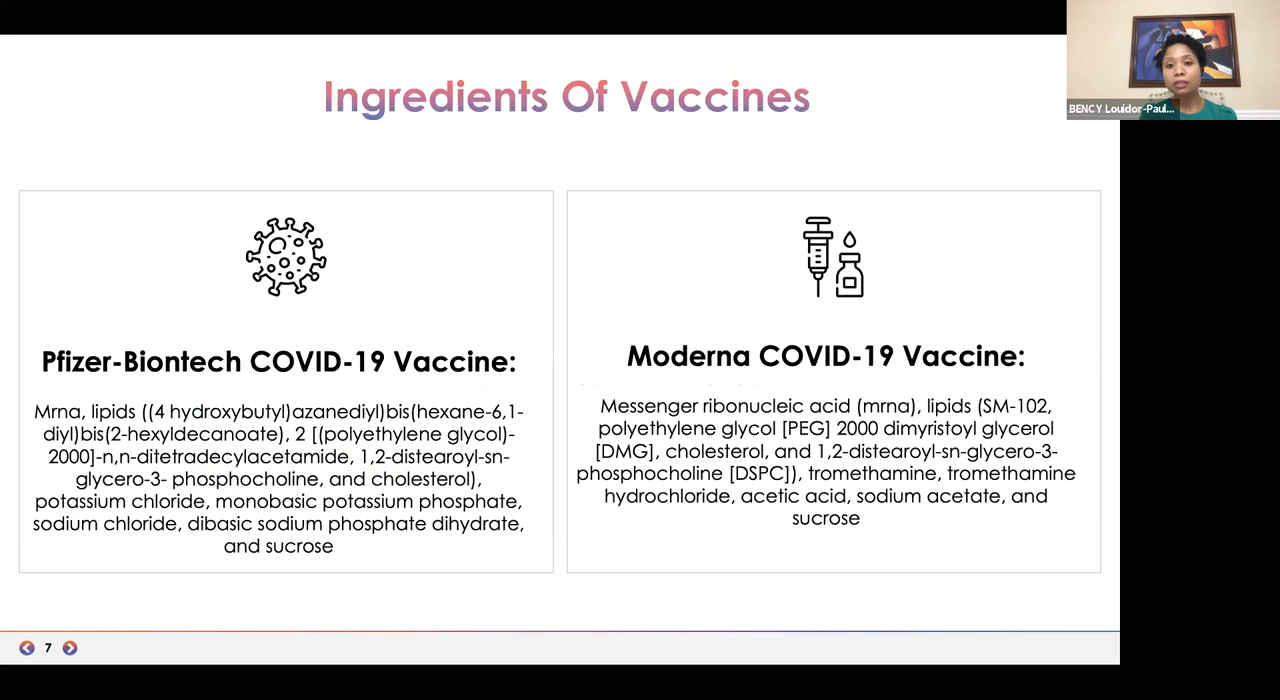 Ingredients Of Vaccines
BENCY Louidor-Paul...
Pfizer-Biontech COVID-19 Vaccine:
Mrna, lipids ((4 hydroxybutyl)azanediyl)bis(hexane-6,1-
diyl)bis(2-hexyldecanoate), 2 [(polyethylene glycol)-
2000]-n,n-ditetradecylacetamide, 1,2-distearoyl-sn-
glycero-3- phosphocholine, and cholesterol),
potassium chloride, monobasic potassium phosphate,
sodium chloride, dibasic sodium phosphate dihydrate,
and sucrose
Moderna COVID-19 Vaccine:
Messenger ribonucleic acid (mrna), lipids (SM-102,
polyethylene glycol [PEG] 2000 dimyristoyl glycerol
[DMG], cholesterol, and 1,2-distearoyl-sn-glycero-3-
phosphocholine [DSPC]), tromethamine, tromethamine
hydrochloride, acetic acid, sodium acetate, and
sucrose
7